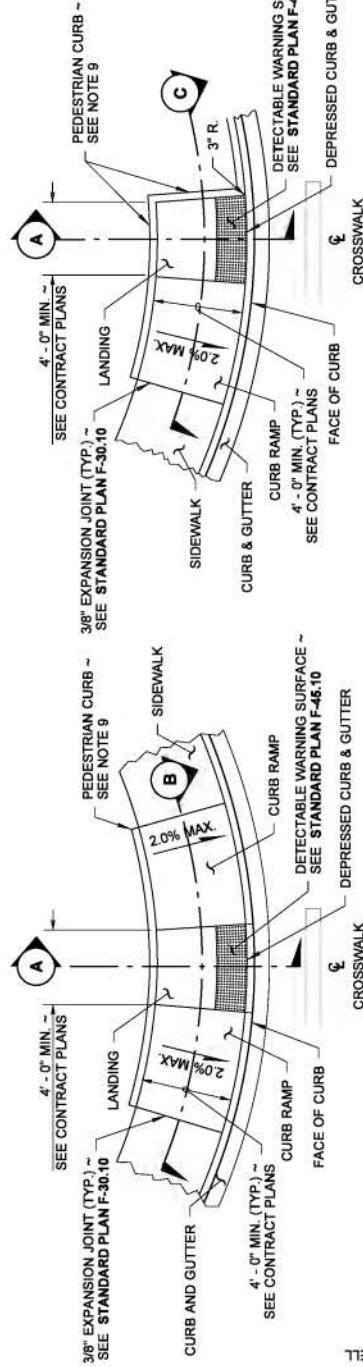 3/8" EXPANSION JOINT (TYP.) ~
SEE STANDARD PLAN F-30.10
4' - 0" MIN. ~
SEE CONTRACT PLANS
A
LANDING
PEDESTRIAN CURB ~
SEE NOTE 9
SIDEWALK
B
2.0% MAX.
2.0% MAX.
CURB AND GUTTER
4' - 0" MIN. (TYP.) ~
SEE CONTRACT PLANS
CURB RAMP
FACE OF CURB
CURB RAMP
DETECTABLE WARNING SURFACE ~
SEE STANDARD PLAN F-45.10
DEPRESSED CURB & GUTTER
℄
CROSSWALK
3/8" EXPANSION JOINT (TYP.) ~
SEE STANDARD PLAN F-30.10
4' - 0" MIN. ~
SEE CONTRACT PLANS
A
LANDING
PEDESTRIAN CURB ~
SEE NOTE 9
C
2.0% MAX.
3" R.
SIDEWALK
CURB & GUTTER
CURB RAMP
4' - 0" MIN. (TYP.) ~
SEE CONTRACT PLANS
FACE OF CURB
DETECTABLE WARNING S
SEE STANDARD PLAN F-4
DEPRESSED CURB & GUT
℄
CROSSWALK